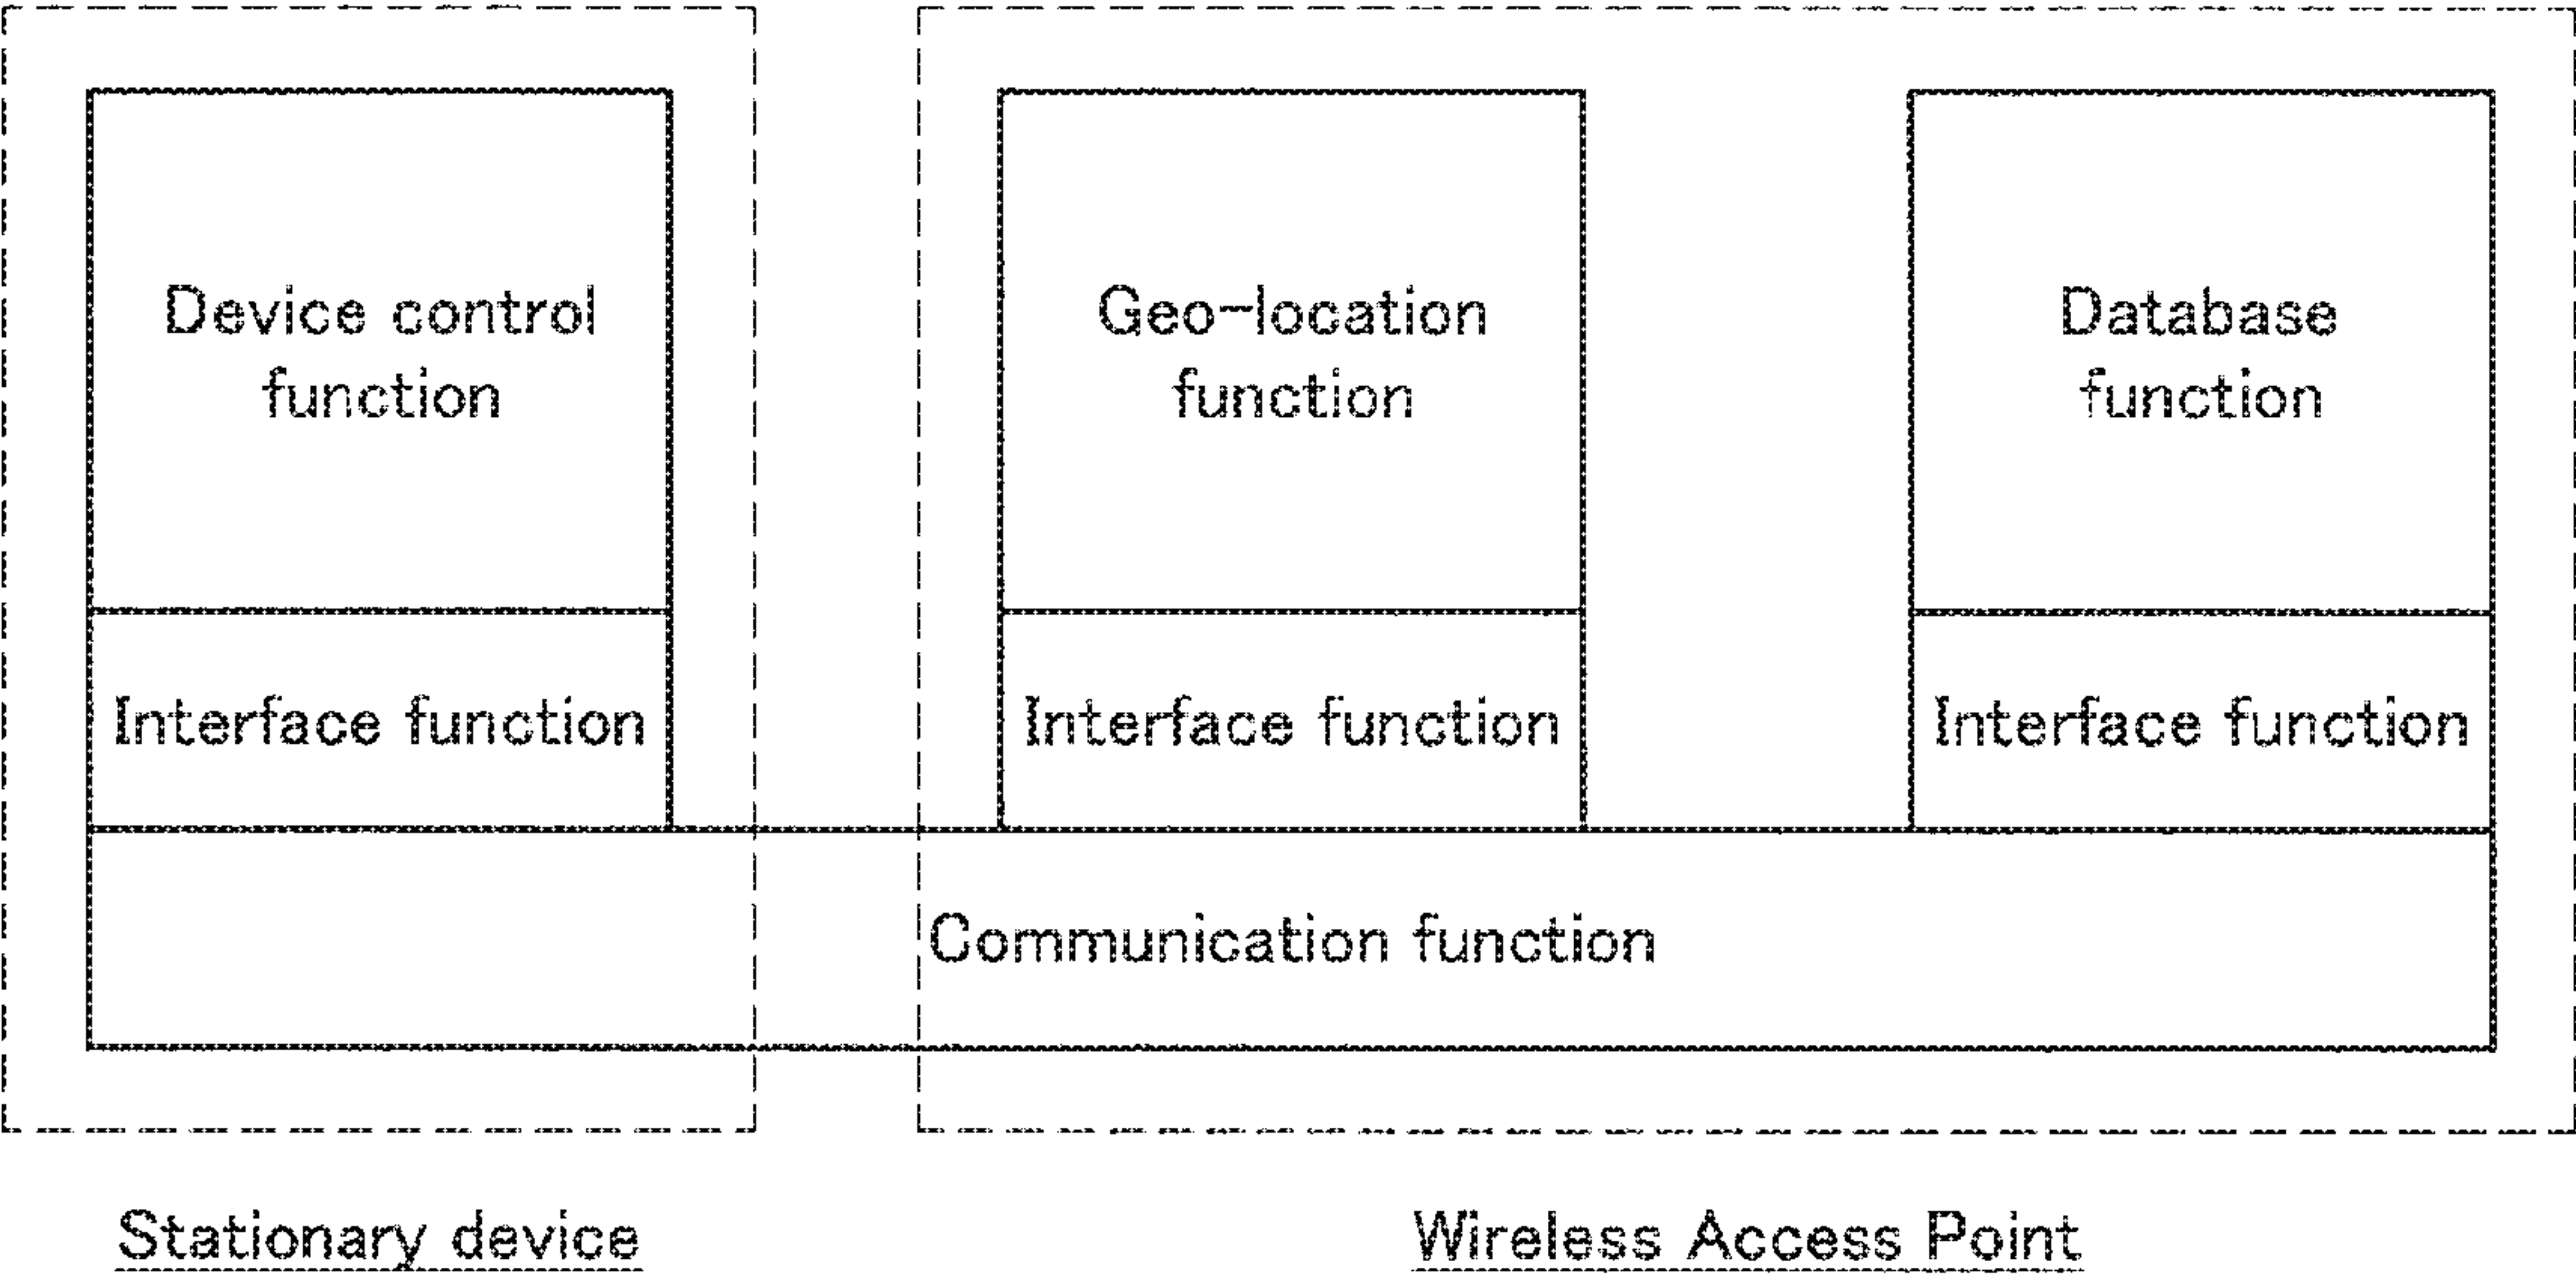 Device control
function
Geo-location
function
Database
function
Interface function
Interface function
Interface function
Communication function
Stationary device
Wireless Access Point